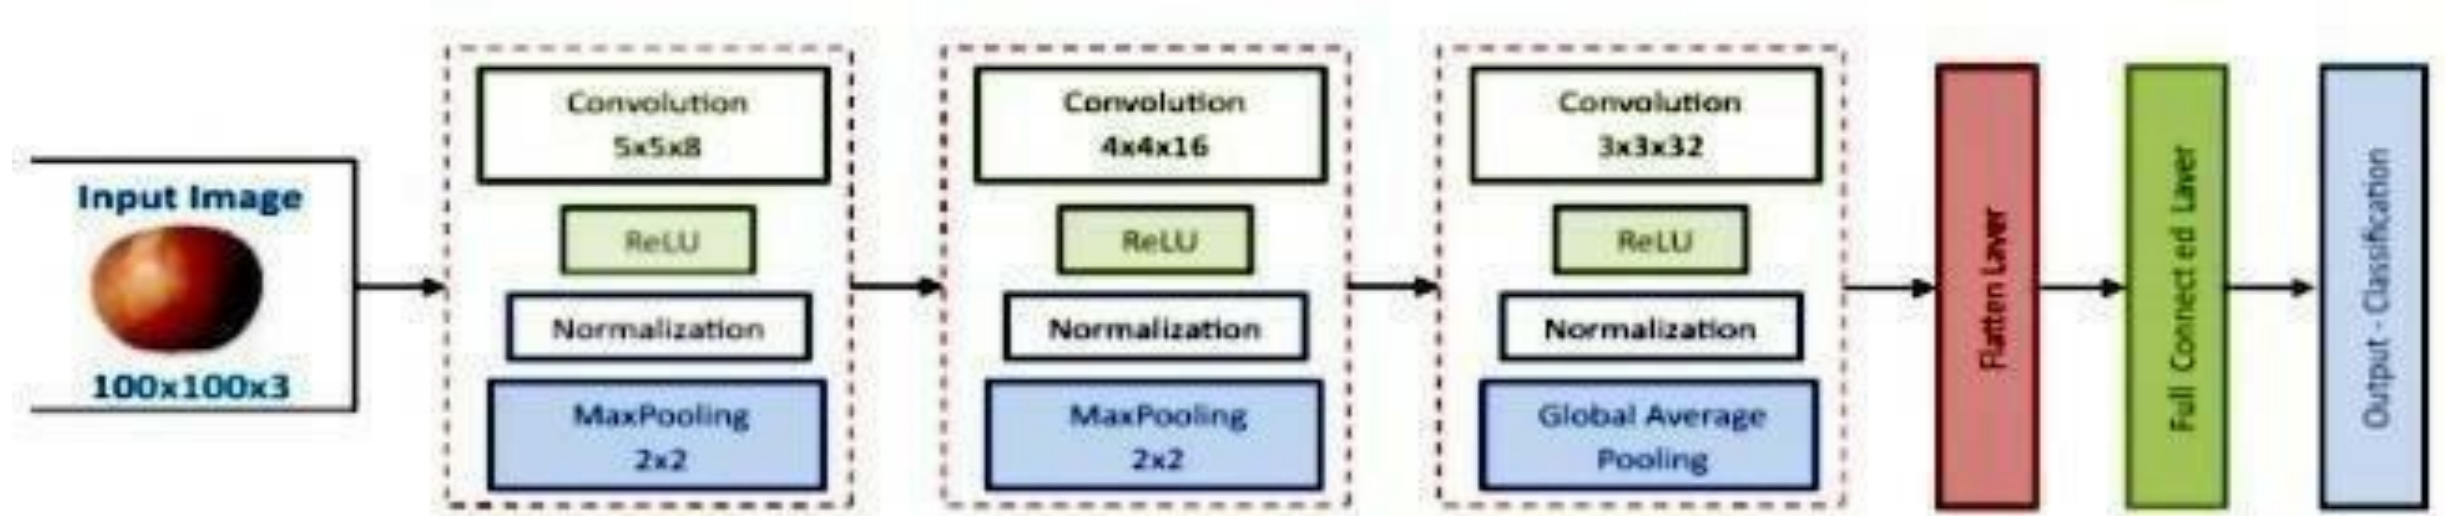 Input Image
100x100x3
Convolution
5x5x8
ReLU
Normalization
MaxPooling
2x2
Convolution
4x4x16
ReLU
Normalization
MaxPooling
2x2
Convolution
3x3x32
ReLU
Normalization
Global Average
Pooling
Flatten Layer
Full Connect ed Layer
Output - Classification